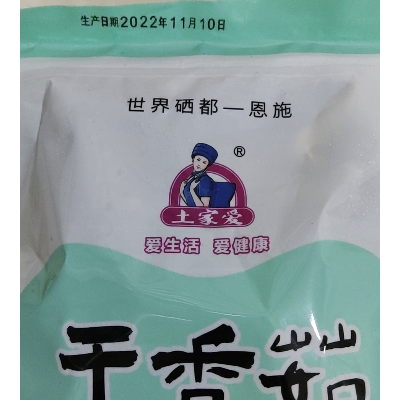 生产日期2022年11月10日
世界硒都—恩施
®
土家爱
爱生活 爱健康
干香菇